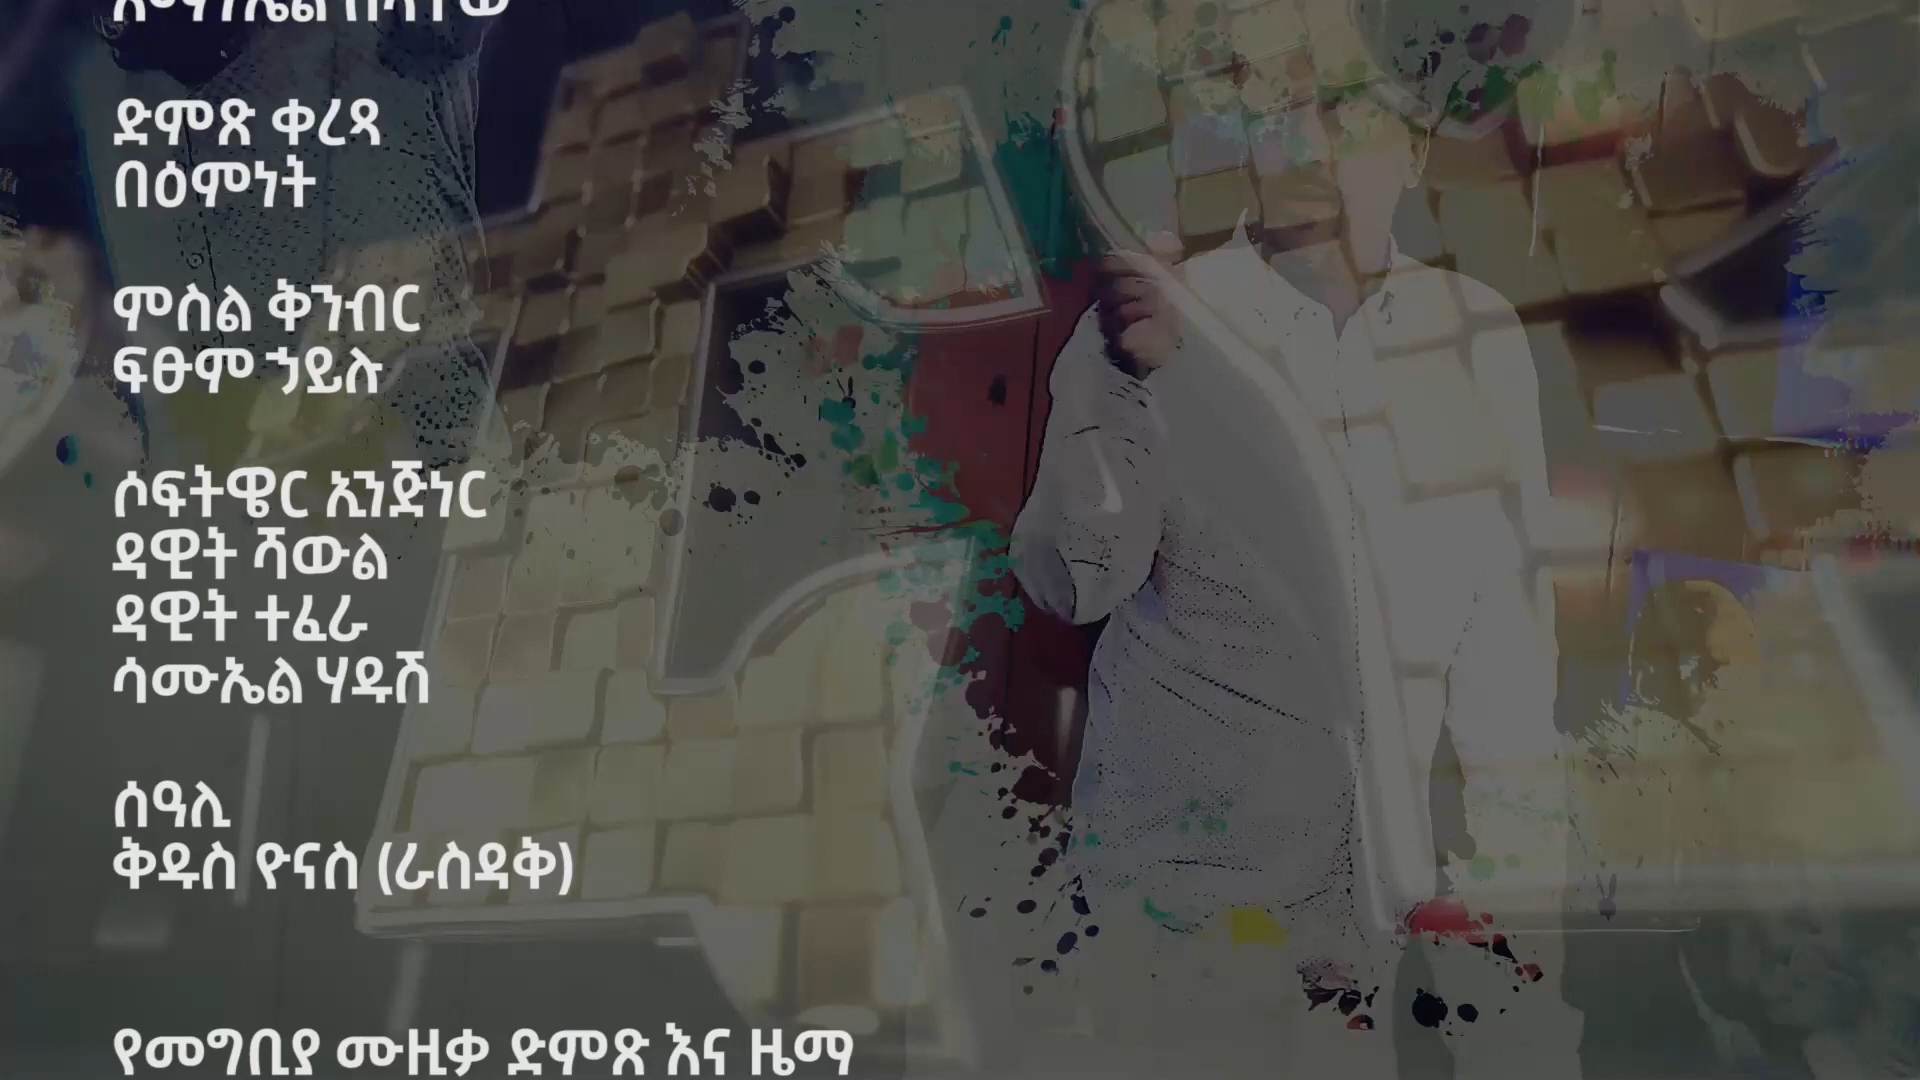 ድምጽ ቀረጻ
በዕምነት
ምስል ቅንብር
ፍፁም ኃይሉ
ሶፍትዌር ኢንጅነር
ዳዊት ሻውል
ዳዊት ተፈራ
ሳሙኤል ሃዱሽ
ሰዓሊ
ቅዱስ ዮናስ (ራስዳቅ)
የመግቢያ ሙዚቃ ድምጽ እና ዜማ